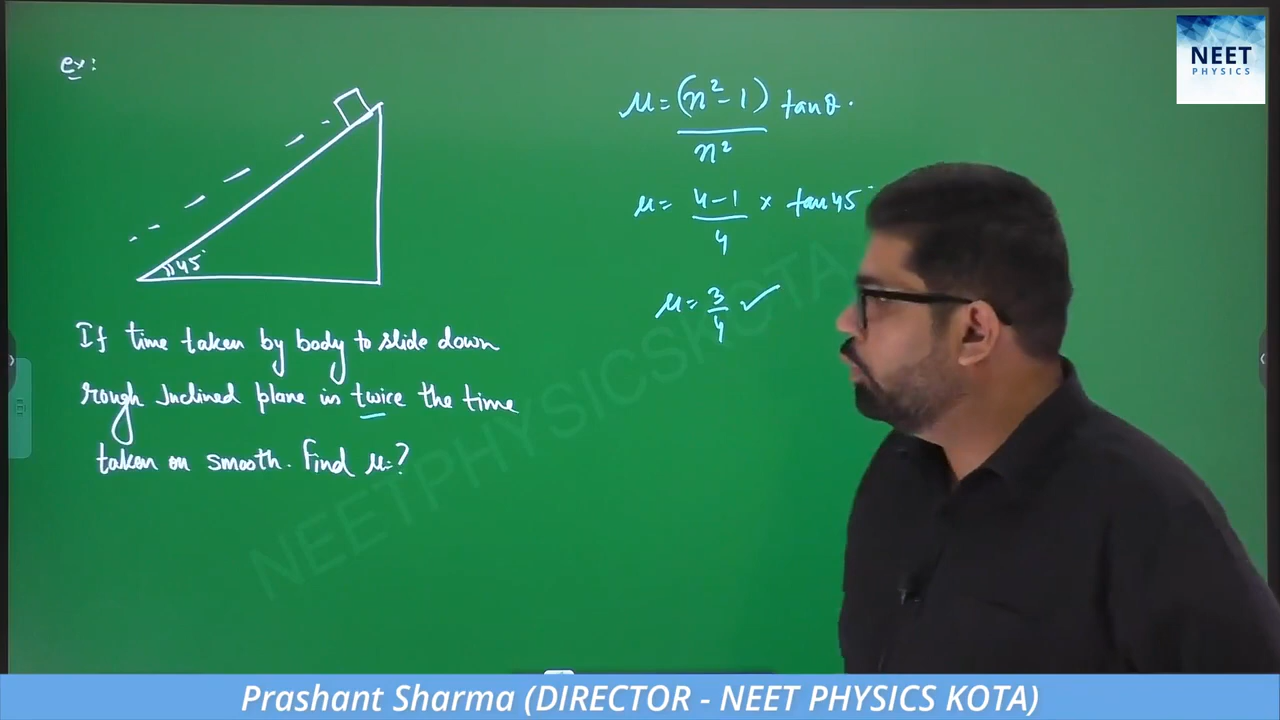 ex:
45°
If time taken by body to slide down
rough Inclined plane is twice the time
taken on smooth. Find μ=?
μ = (n² - 1) tanθ.
n²
μ = 4-1 × tan45°
4
μ = 3 ✓
4
NEET
PHYSICS
NEETPHYSICSKOTA
Prashant Sharma (DIRECTOR - NEET PHYSICS KOTA)